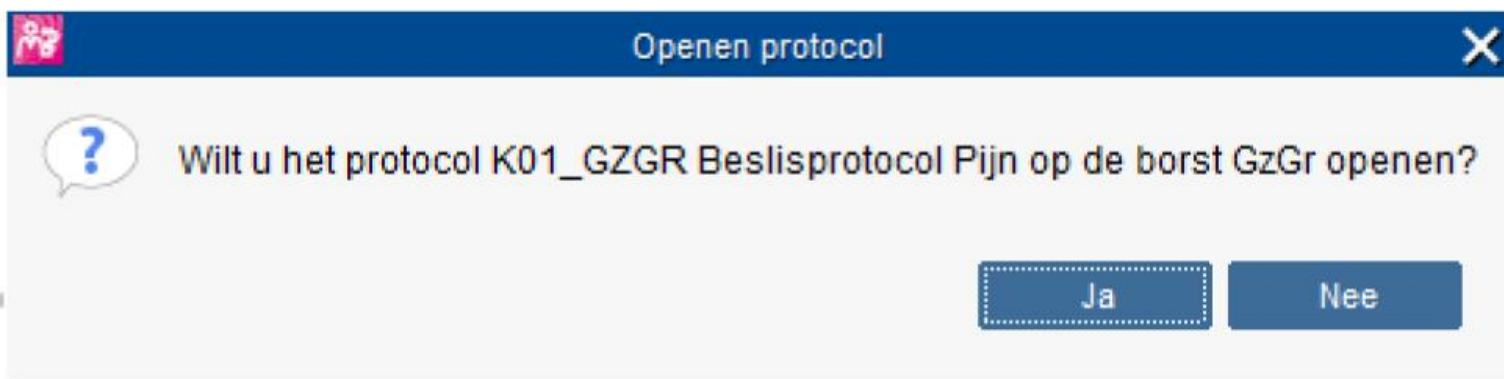 Openen protocol
Wilt u het protocol K01_GZGR Beslisprotocol Pijn op de borst GzGr openen?
Ja Nee